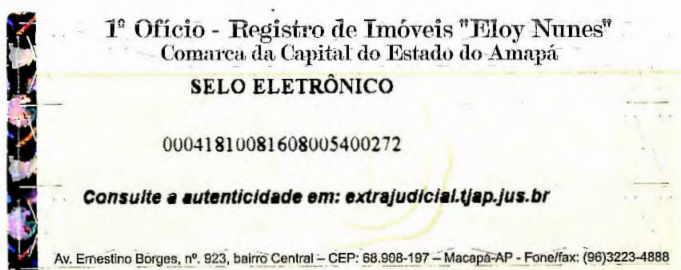 1º Ofício - Registro de Imóveis "Eloy Nunes"
Comarca da Capital do Estado do Amapá
SELO ELETRÔNICO
00041810081608005400272
Consulte a autenticidade em: extrajudicial.tjap.jus.br
Av. Ernestino Borges, nº. 923, bairro Central – CEP: 68.908-197 – Macapá-AP - Fone/fax: (96)3223-4888